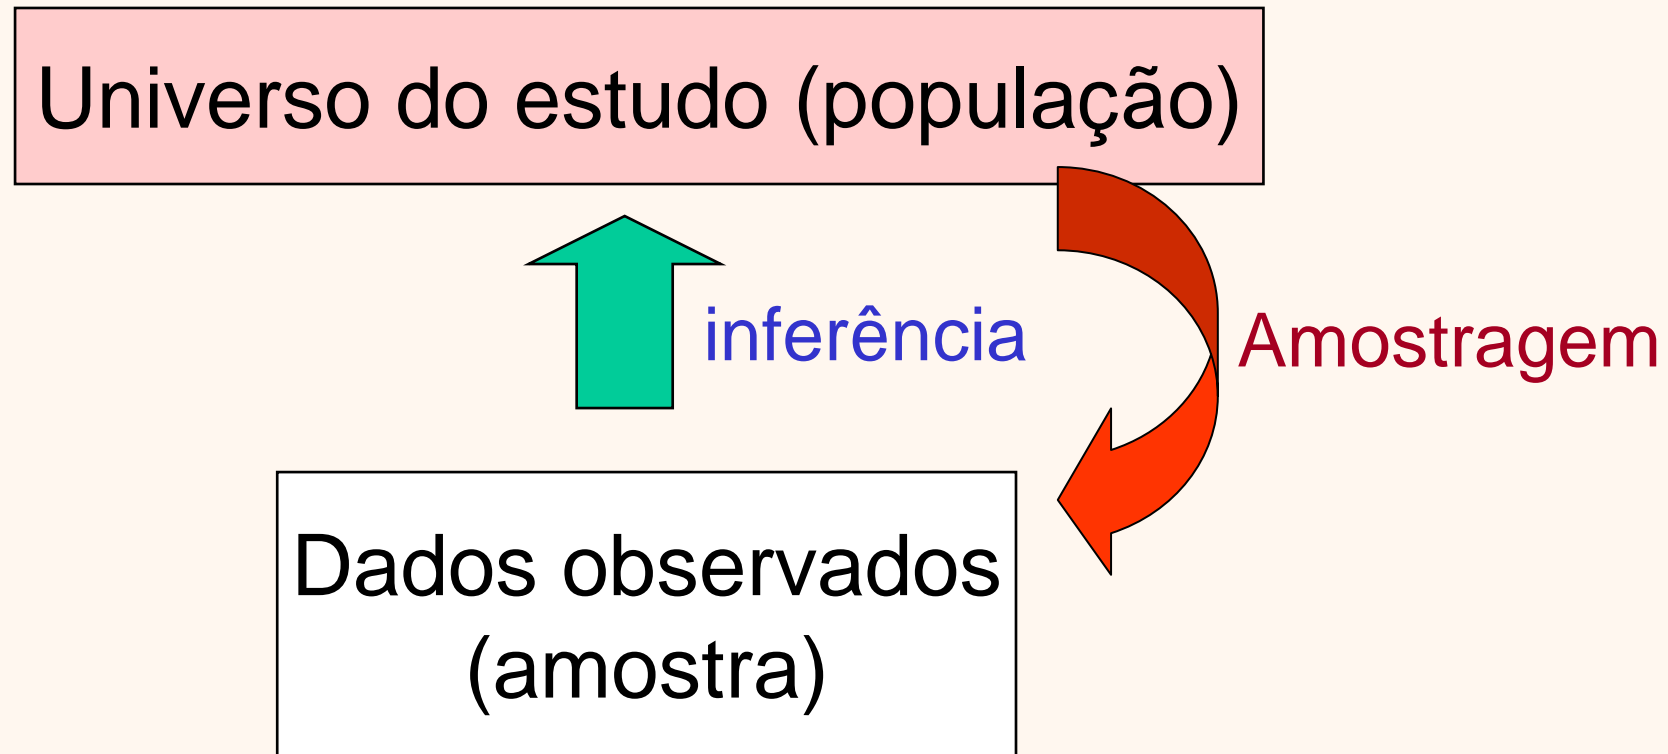 Universo do estudo (população)
inferência
Amostragem
Dados observados
(amostra)